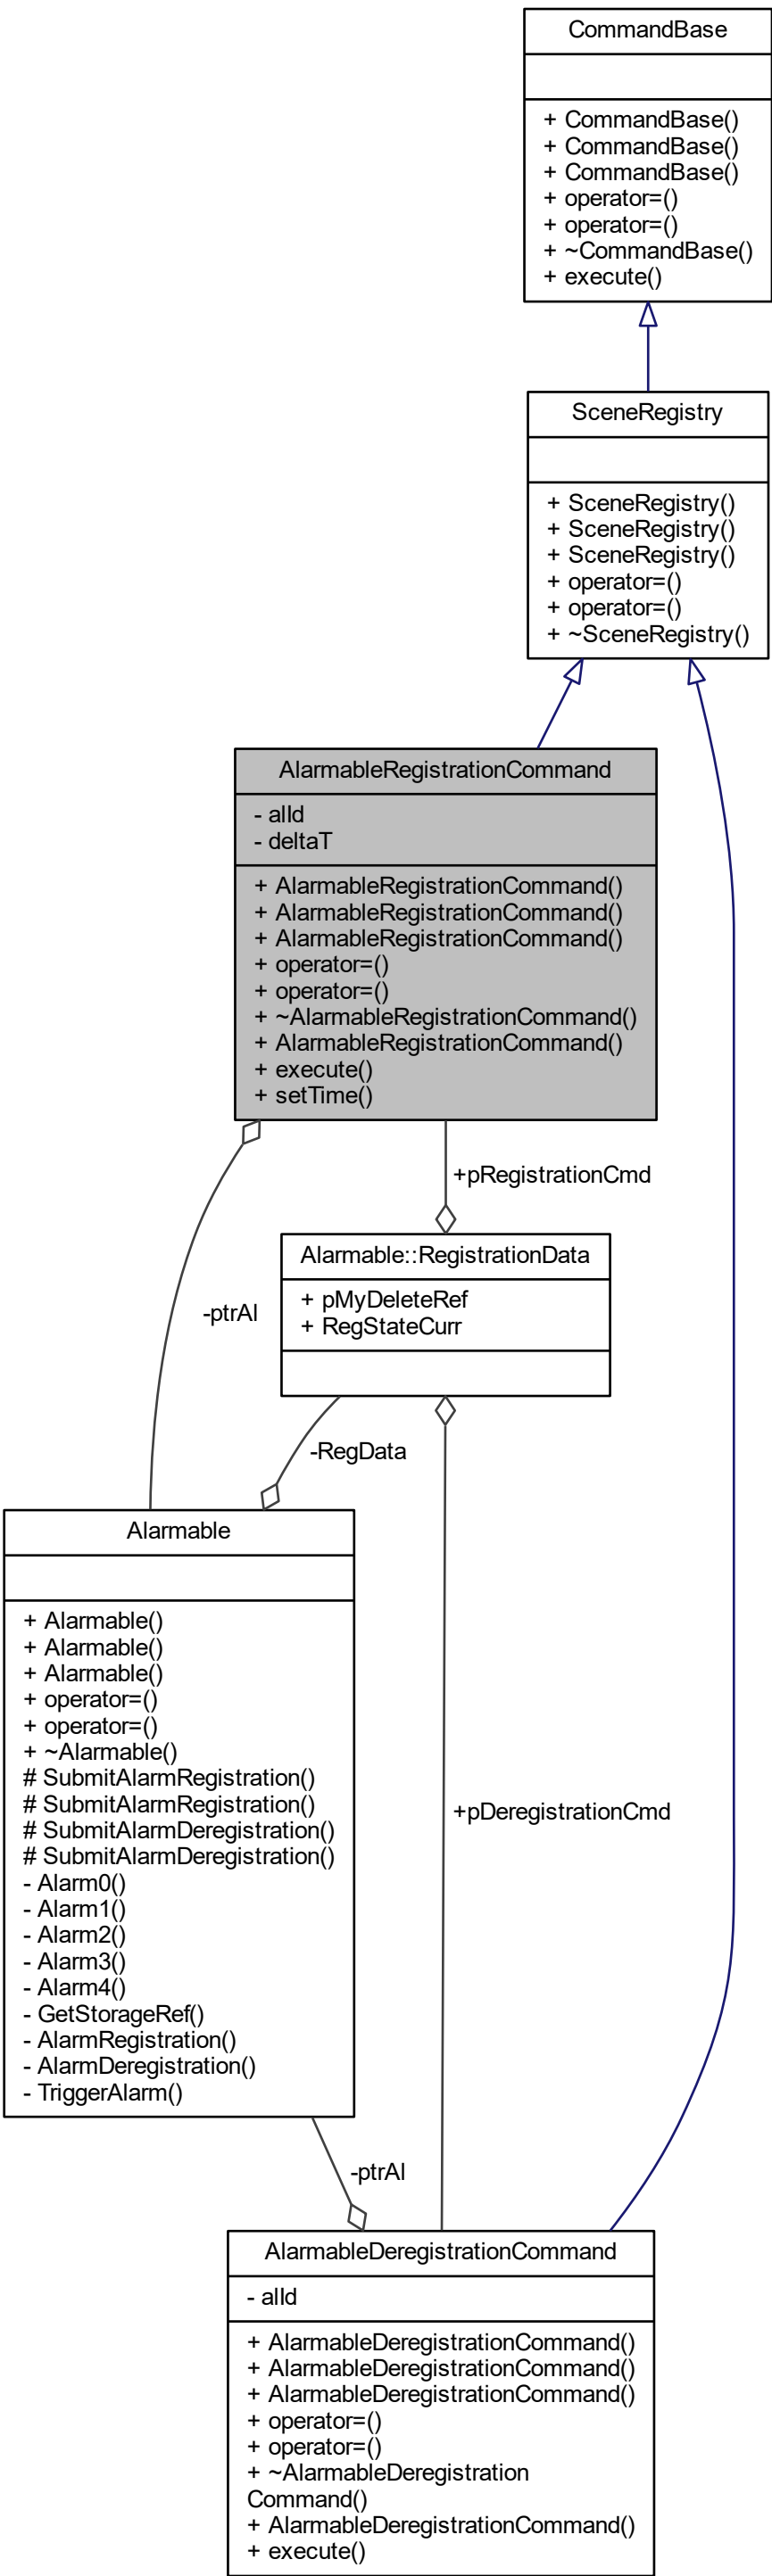 CommandBase
+ CommandBase()
+ CommandBase()
+ CommandBase()
+ operator=()
+ operator=()
+ ~CommandBase()
+ execute()
SceneRegistry
+ SceneRegistry()
+ SceneRegistry()
+ SceneRegistry()
+ operator=()
+ operator=()
+ ~SceneRegistry()
AlarmableRegistrationCommand
- alId
- deltaT
+ AlarmableRegistrationCommand()
+ AlarmableRegistrationCommand()
+ AlarmableRegistrationCommand()
+ operator=()
+ operator=()
+ ~AlarmableRegistrationCommand()
+ AlarmableRegistrationCommand()
+ execute()
+ setTime()
+pRegistrationCmd
Alarmable::RegistrationData
+ pMyDeleteRef
+ RegStateCurr
-ptrAl
-RegData
Alarmable
+ Alarmable()
+ Alarmable()
+ Alarmable()
+ operator=()
+ operator=()
+ ~Alarmable()
# SubmitAlarmRegistration()
# SubmitAlarmRegistration()
# SubmitAlarmDeregistration()
# SubmitAlarmDeregistration()
- Alarm0()
- Alarm1()
- Alarm2()
- Alarm3()
- Alarm4()
- GetStorageRef()
- AlarmRegistration()
- AlarmDeregistration()
- TriggerAlarm()
+pDeregistrationCmd
-ptrAl
AlarmableDeregistrationCommand
- alId
+ AlarmableDeregistrationCommand()
+ AlarmableDeregistrationCommand()
+ AlarmableDeregistrationCommand()
+ operator=()
+ operator=()
+ ~AlarmableDeregistration
Command()
+ AlarmableDeregistrationCommand()
+ execute()